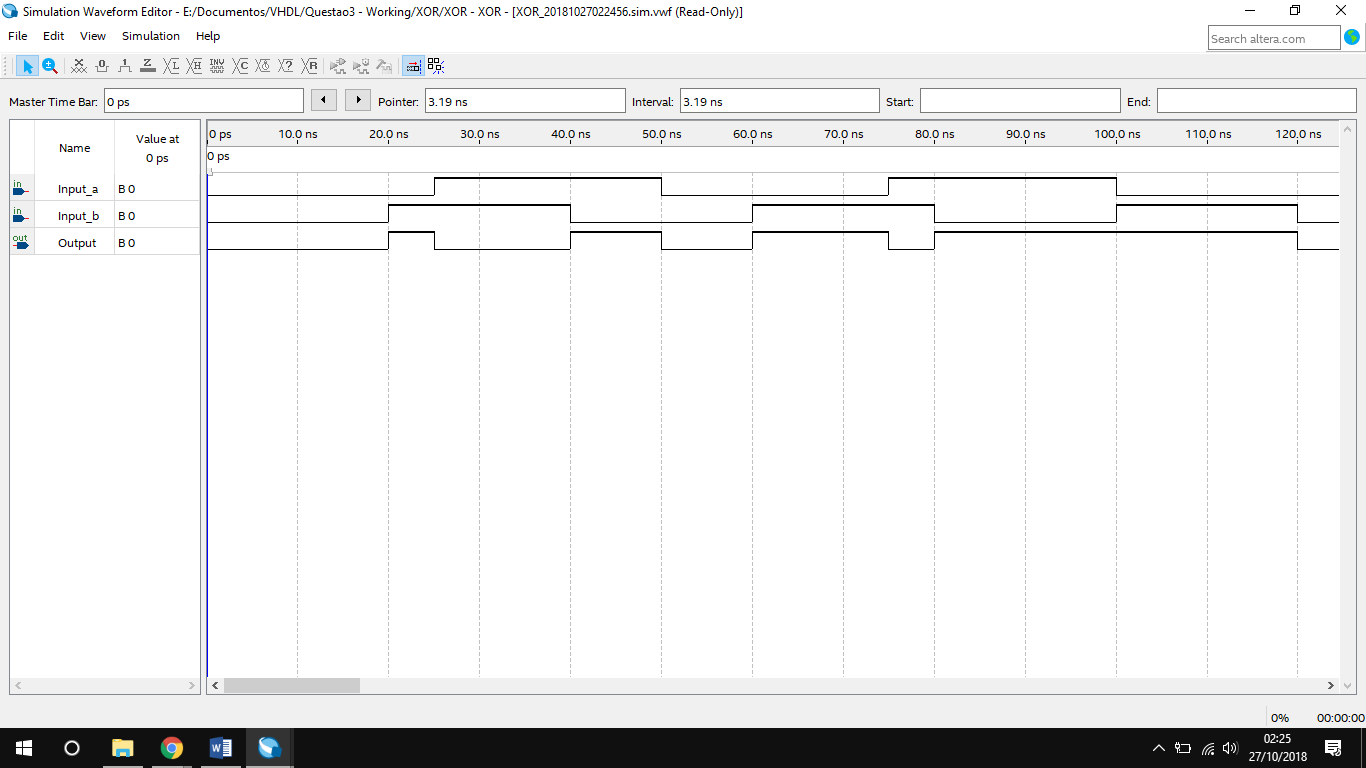 Simulation Waveform Editor - E:/Documentos/VHDL/Questao3 - Working/XOR/XOR - XOR - [XOR_20181027022456.sim.vwf (Read-Only)]
File Edit View Simulation Help
Search altera.com
Master Time Bar: 0 ps Pointer: 3.19 ns Interval: 3.19 ns Start: End:
Name
Value at
0 ps
0 ps 10.0 ns 20.0 ns 30.0 ns 40.0 ns 50.0 ns 60.0 ns 70.0 ns 80.0 ns 90.0 ns 100.0 ns 110.0 ns 120.0 ns
0 ps
in Input_a B 0
in Input_b B 0
out Output B 0
0% 00:00:00
02:25
27/10/2018